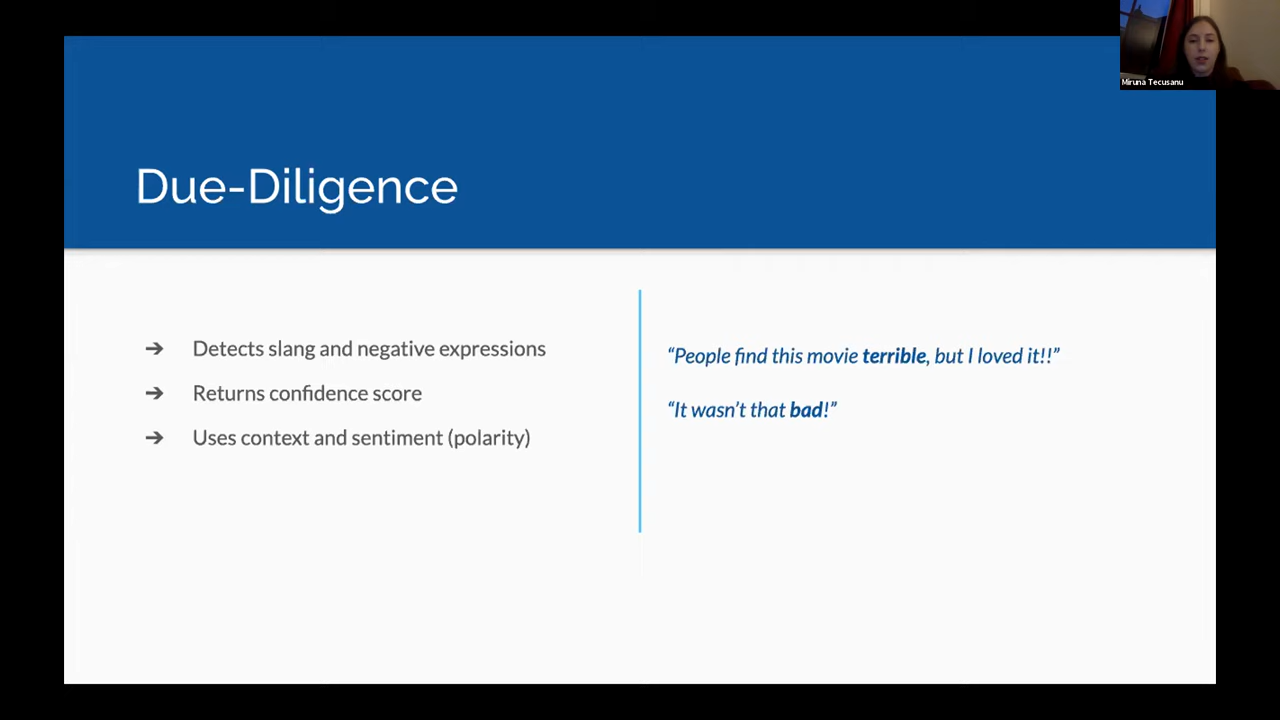 Miruna Tecusanu
Due-Diligence
➔ Detects slang and negative expressions
➔ Returns confidence score
➔ Uses context and sentiment (polarity)
“People find this movie terrible, but I loved it!!”
“It wasn’t that bad!”